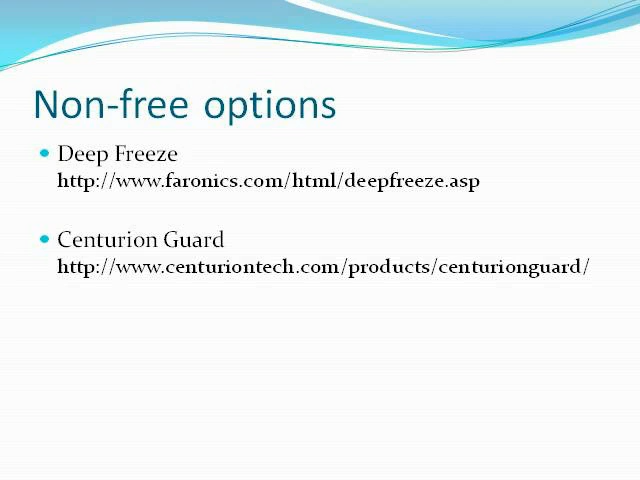 Non-free options
Deep Freeze
http://www.faronics.com/html/deepfreeze.asp
Centurion Guard
http://www.centuriontech.com/products/centurionguard/